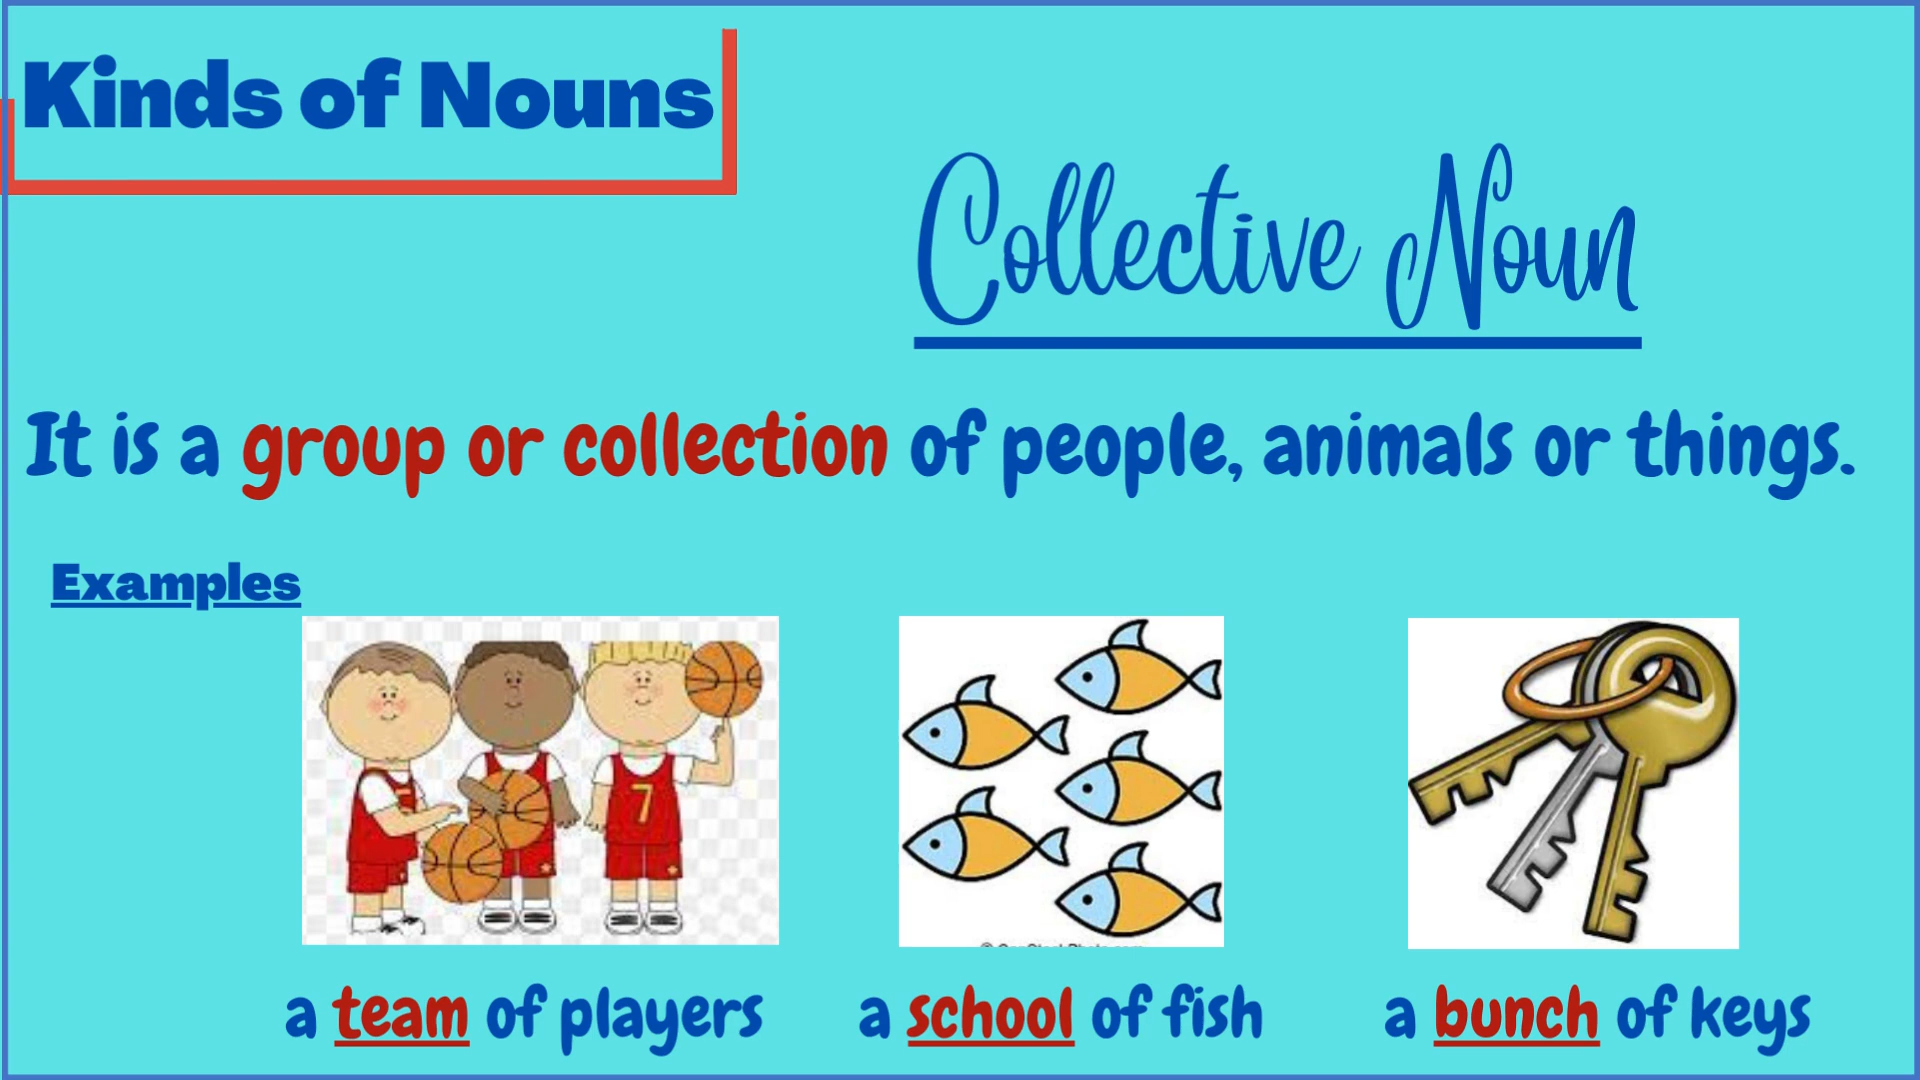 Kinds of Nouns
Collective Noun
It is a group or collection of people, animals or things.
Examples
7
a team of players
a school of fish
a bunch of keys